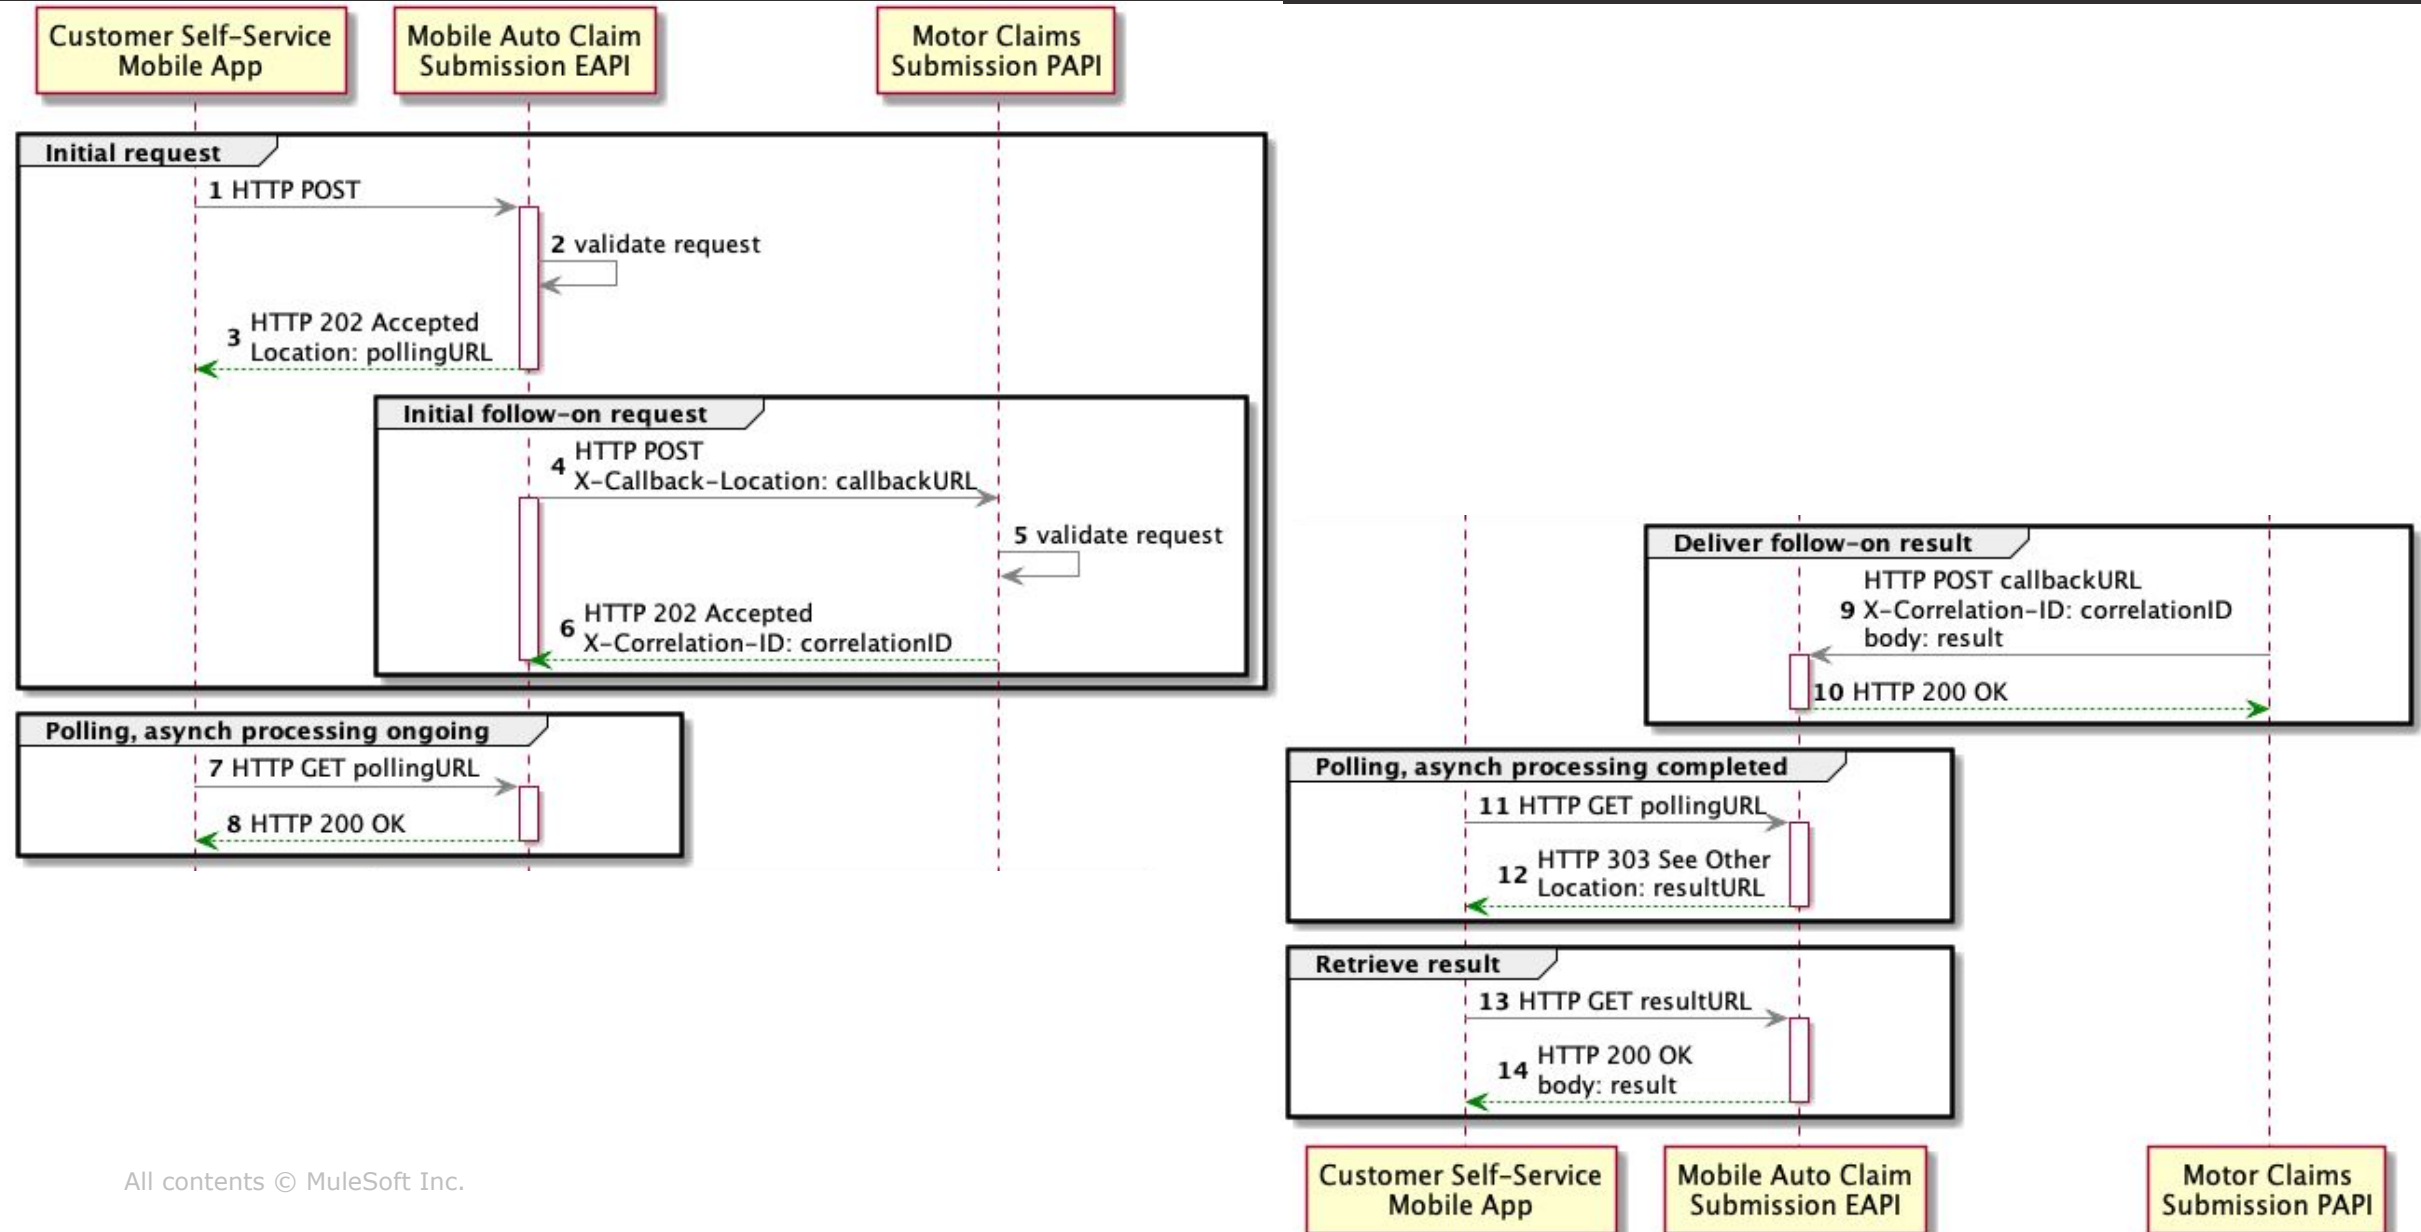 Customer Self-Service
Mobile App
Mobile Auto Claim
Submission EAPI
Motor Claims
Submission PAPI
Initial request
1 HTTP POST
2 validate request
3 HTTP 202 Accepted
Location: pollingURL
Initial follow-on request
4 HTTP POST
X-Callback-Location: callbackURL
5 validate request
6 HTTP 202 Accepted
X-Correlation-ID: correlationID
Polling, asynch processing ongoing
7 HTTP GET pollingURL
8 HTTP 200 OK
Deliver follow-on result
HTTP POST callbackURL
9 X-Correlation-ID: correlationID
body: result
10 HTTP 200 OK
Polling, asynch processing completed
11 HTTP GET pollingURL
12 HTTP 303 See Other
Location: resultURL
Retrieve result
13 HTTP GET resultURL
14 HTTP 200 OK
body: result
Customer Self-Service
Mobile App
Mobile Auto Claim
Submission EAPI
Motor Claims
Submission PAPI
All contents © MuleSoft Inc.